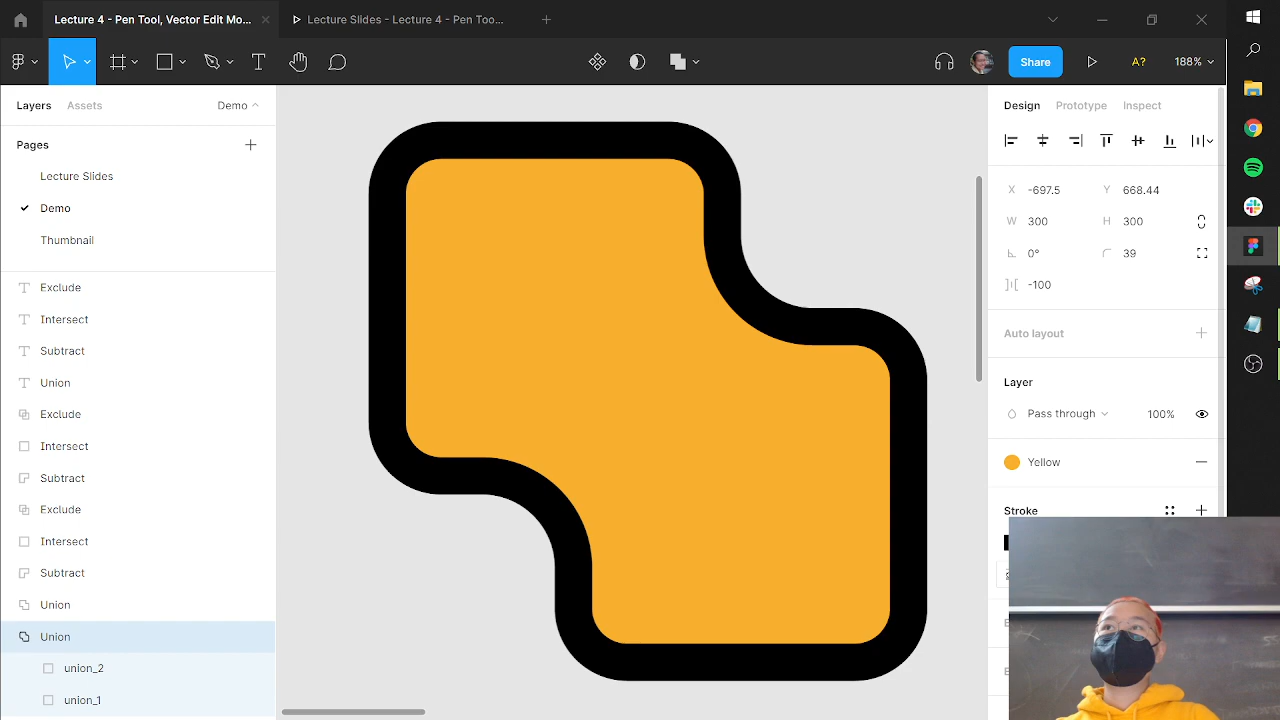 Lecture 4 - Pen Tool, Vector Edit Mo...
Lecture Slides - Lecture 4 - Pen Too...
Share
A?
188%
Layers
Assets
Demo
Design
Prototype
Inspect
Pages
Lecture Slides
Demo
Thumbnail
Exclude
Intersect
Subtract
Union
Exclude
Intersect
Subtract
Exclude
Intersect
Subtract
Union
Union
union_2
union_1
X -697.5 Y 668.44
W 300 H 300
0° 39
-100
Auto layout
Layer
Pass through 100%
Yellow
Stroke